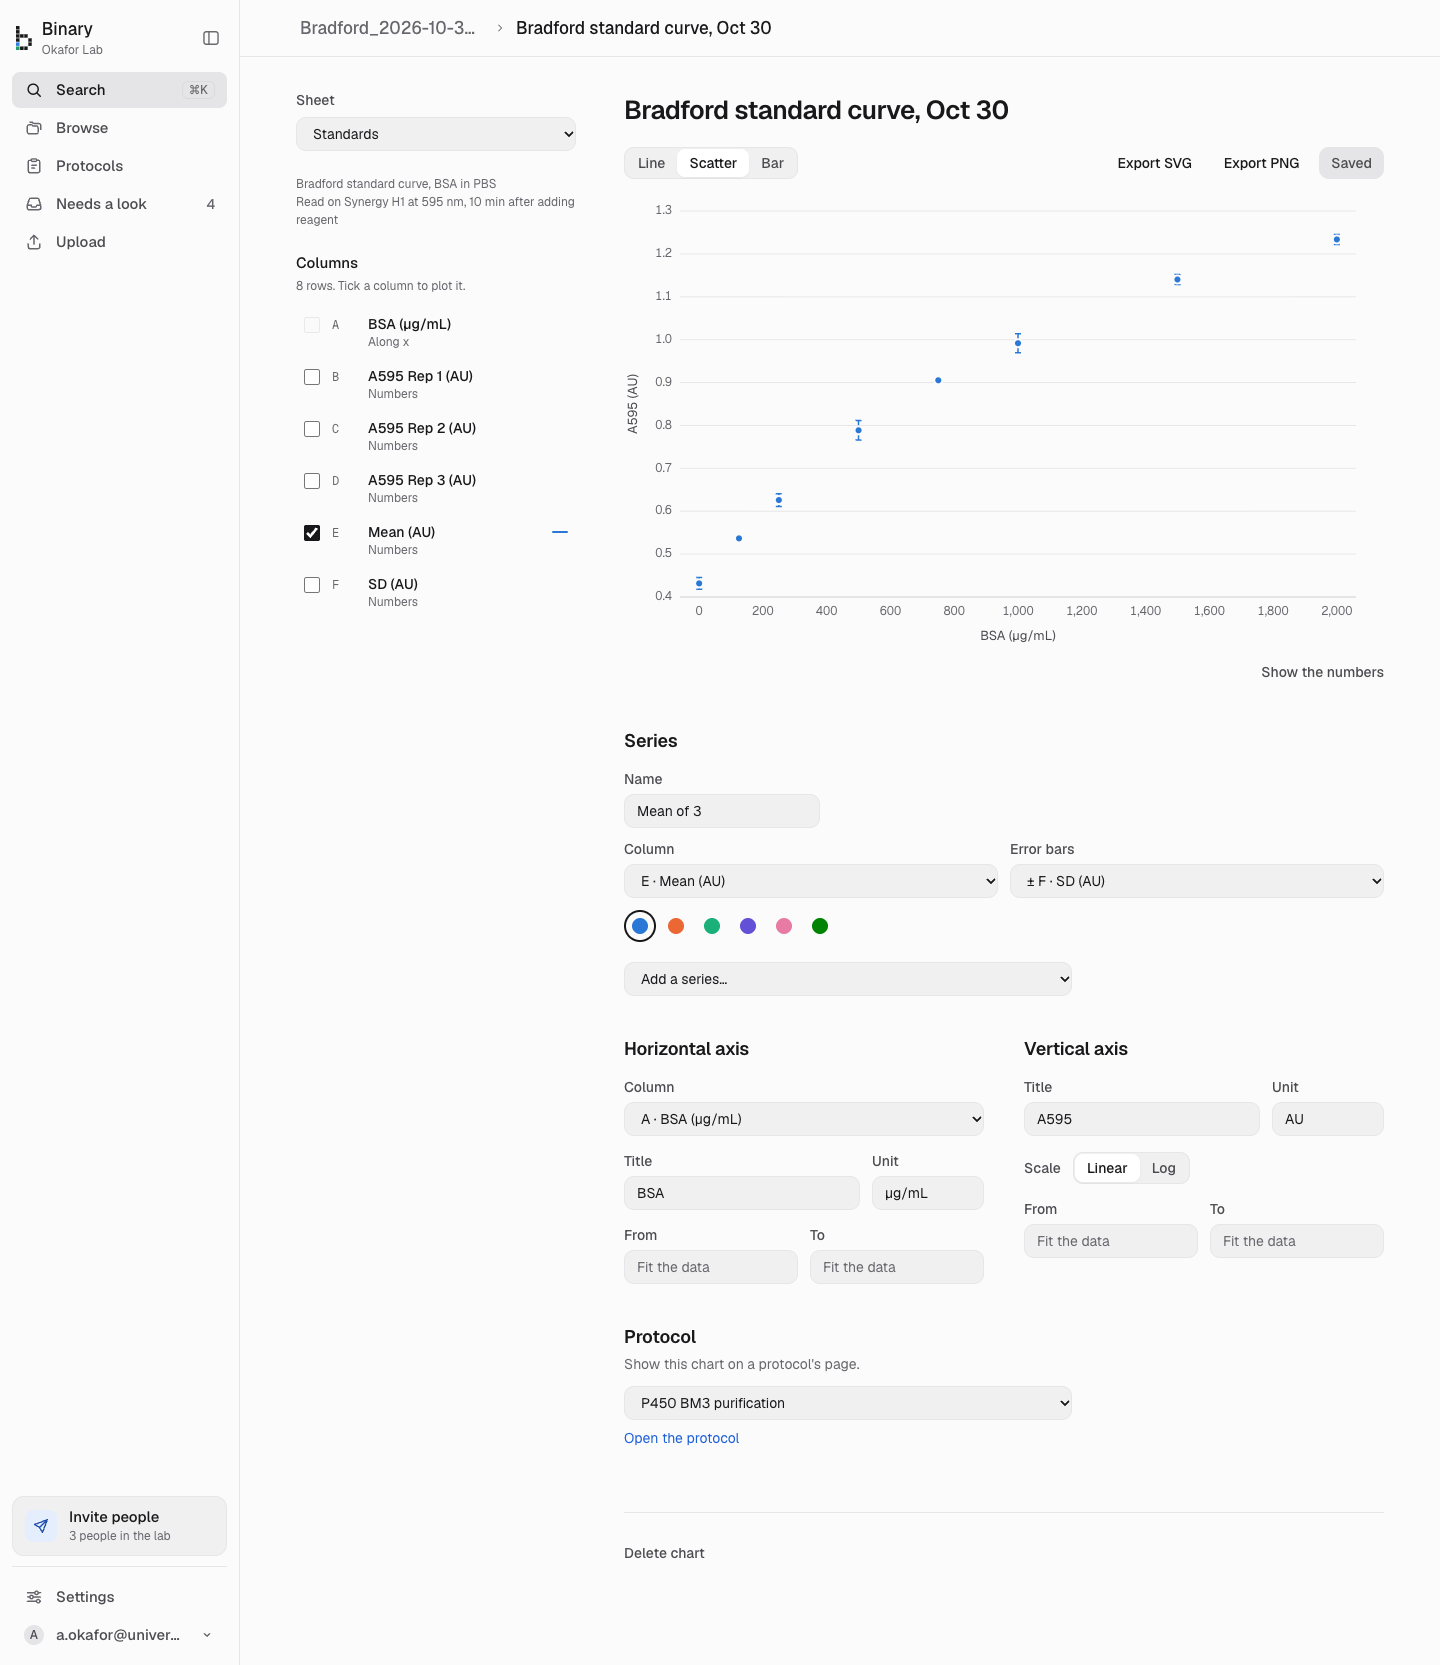 Binary
Okafor Lab
Search
⌘K
Browse
Protocols
Needs a look
4
Upload
Invite people
3 people in the lab
Settings
A
a.okafor@univer...
Bradford_2026-10-3...
Bradford standard curve, Oct 30
Sheet
Standards
Bradford standard curve, BSA in PBS
Read on Synergy H1 at 595 nm, 10 min after adding
reagent
Columns
8 rows. Tick a column to plot it.
A
BSA (µg/mL)
Along x
B
A595 Rep 1 (AU)
Numbers
C
A595 Rep 2 (AU)
Numbers
D
A595 Rep 3 (AU)
Numbers
E
Mean (AU)
Numbers
F
SD (AU)
Numbers
Bradford standard curve, Oct 30
Line
Scatter
Bar
Export SVG
Export PNG
Saved
1.3
1.2
1.1
1.0
0.9
0.8
0.7
0.6
0.5
0.4
A595 (AU)
0
200
400
600
800
1,000
1,200
1,400
1,600
1,800
2,000
BSA (µg/mL)
Show the numbers
Series
Name
Mean of 3
Column
Error bars
E · Mean (AU)
± F · SD (AU)
Add a series...
Horizontal axis
Column
A · BSA (µg/mL)
Title
Unit
BSA
µg/mL
From
To
Fit the data
Fit the data
Vertical axis
Title
Unit
A595
AU
Scale
Linear
Log
From
To
Fit the data
Fit the data
Protocol
Show this chart on a protocol's page.
P450 BM3 purification
Open the protocol
Delete chart